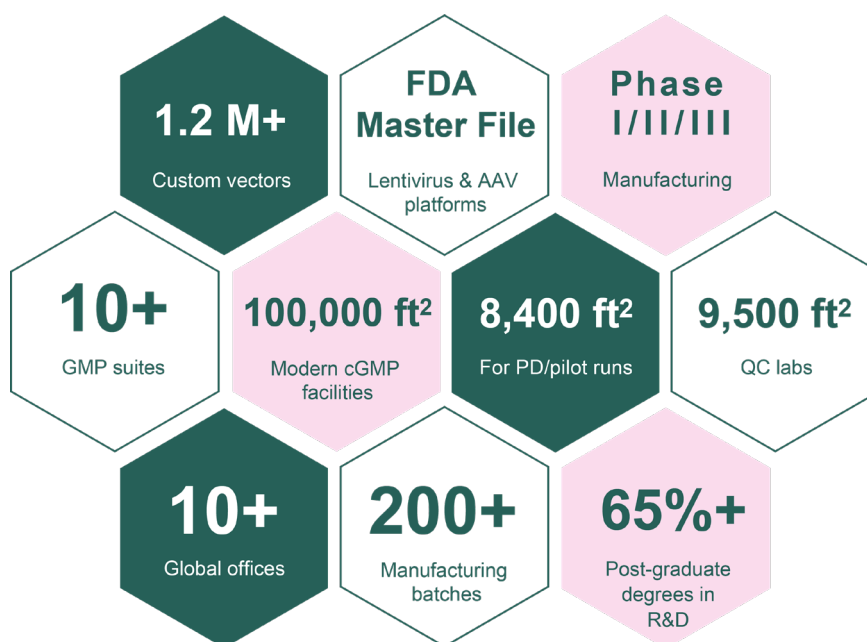 1.2 M+
Custom vectors
FDA
Master File
Lentivirus & AAV
platforms
Phase
I/II/III
Manufacturing
10+
GMP suites
100,000 ft²
Modern cGMP
facilities
8,400 ft²
For PD/pilot runs
9,500 ft²
QC labs
10+
Global offices
200+
Manufacturing
batches
65%+
Post-graduate
degrees in
R&D